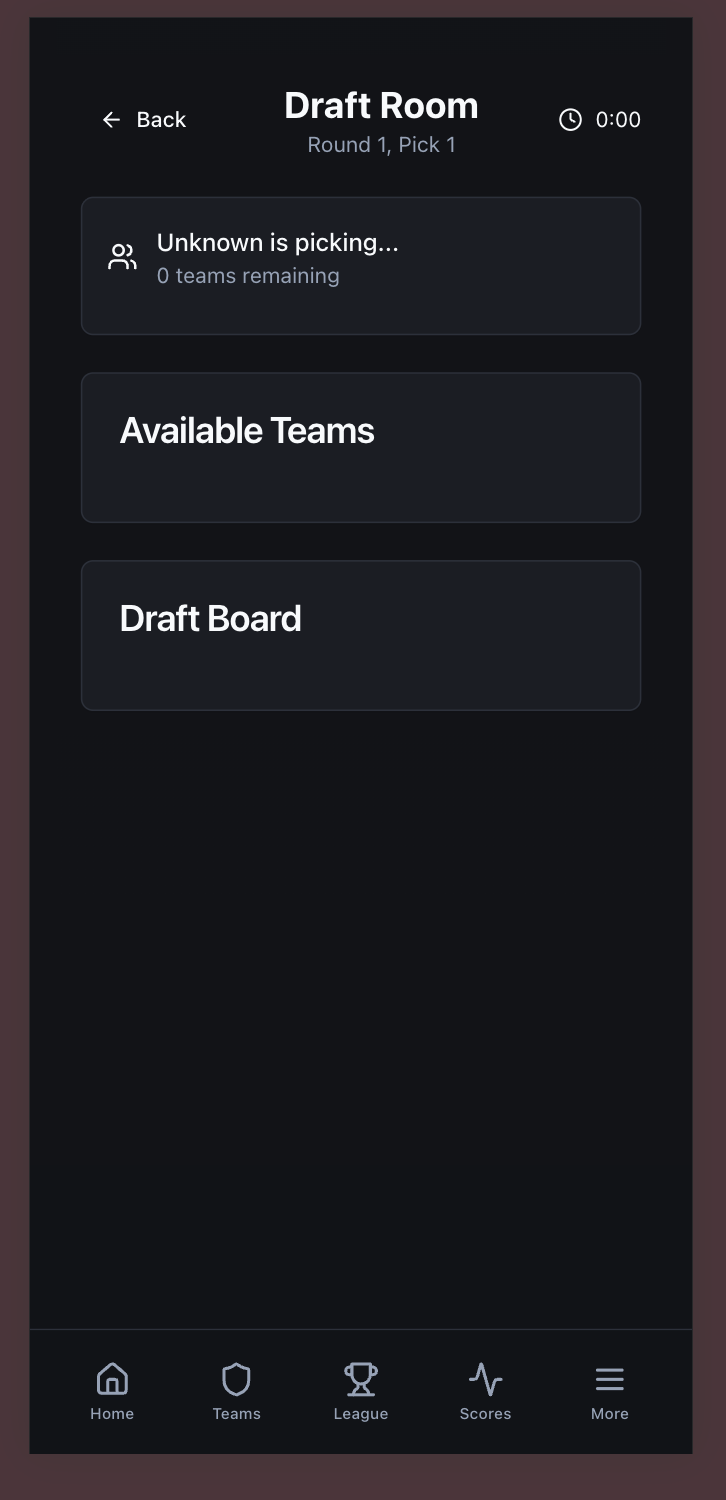 Back
Draft Room
Round 1, Pick 1
0:00
Unknown is picking...
0 teams remaining
Available Teams
Draft Board
Home
Teams
League
Scores
More